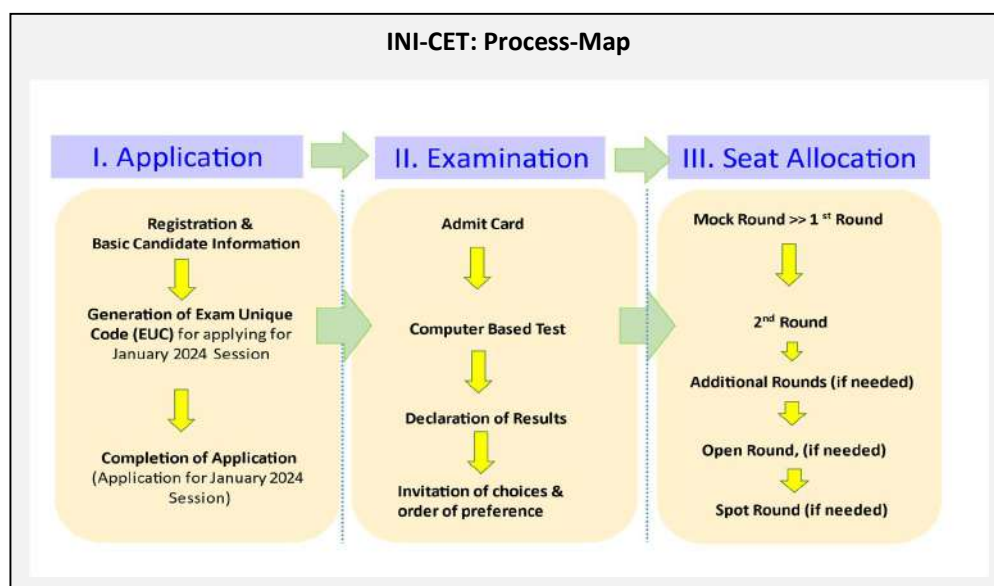 INI-CET: Process-Map
I. Application
Registration &
Basic Candidate Information
Generation of Exam Unique
Code (EUC) for applying for
January 2024 Session
Completion of Application
(Application for January 2024
Session)
II. Examination
Admit Card
Computer Based Test
Declaration of Results
Invitation of choices &
order of preference
III. Seat Allocation
Mock Round >> 1 st Round
2nd Round
Additional Rounds (if needed)
Open Round, (if needed)
Spot Round (if needed)